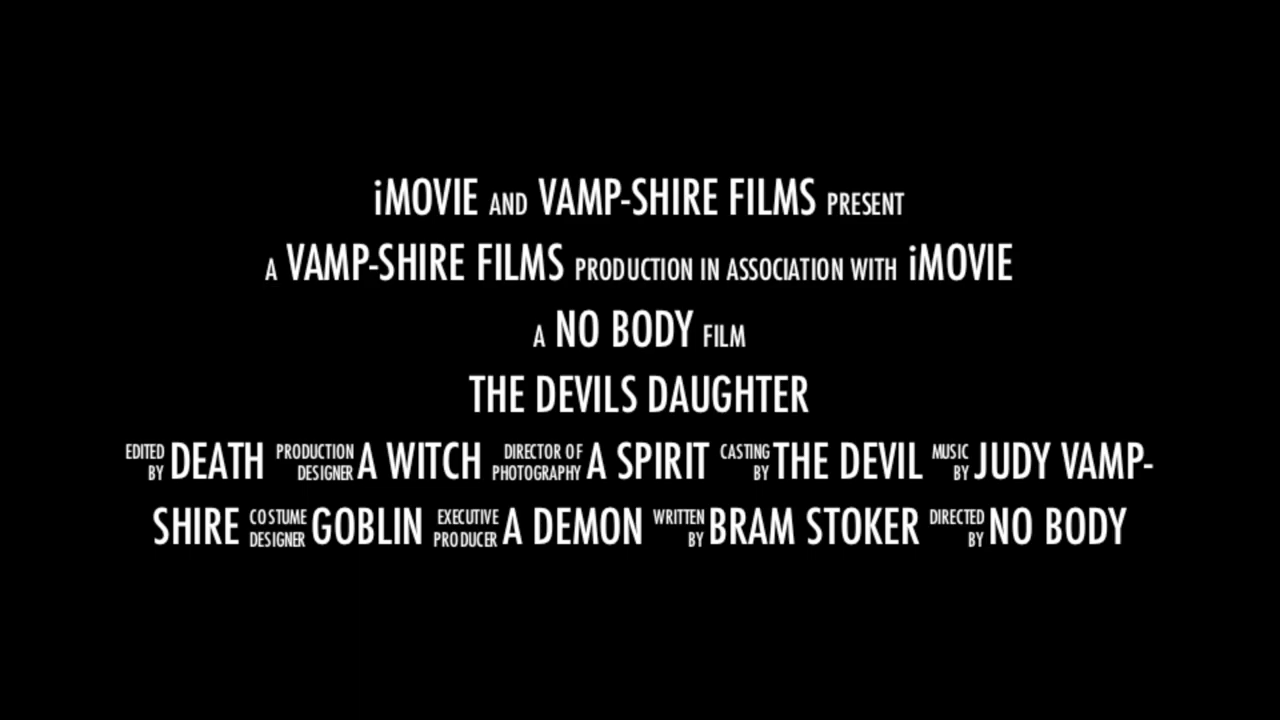 iMOVIE AND VAMP-SHIRE FILMS PRESENT
A VAMP-SHIRE FILMS PRODUCTION IN ASSOCIATION WITH iMOVIE
A NO BODY FILM
THE DEVILS DAUGHTER
EDITED BY DEATH PRODUCTION DESIGNER A WITCH DIRECTOR OF PHOTOGRAPHY A SPIRIT CASTING BY THE DEVIL MUSIC BY JUDY VAMP-
SHIRE COSTUME DESIGNER GOBLIN EXECUTIVE PRODUCER A DEMON WRITTEN BY BRAM STOKER DIRECTED BY NO BODY